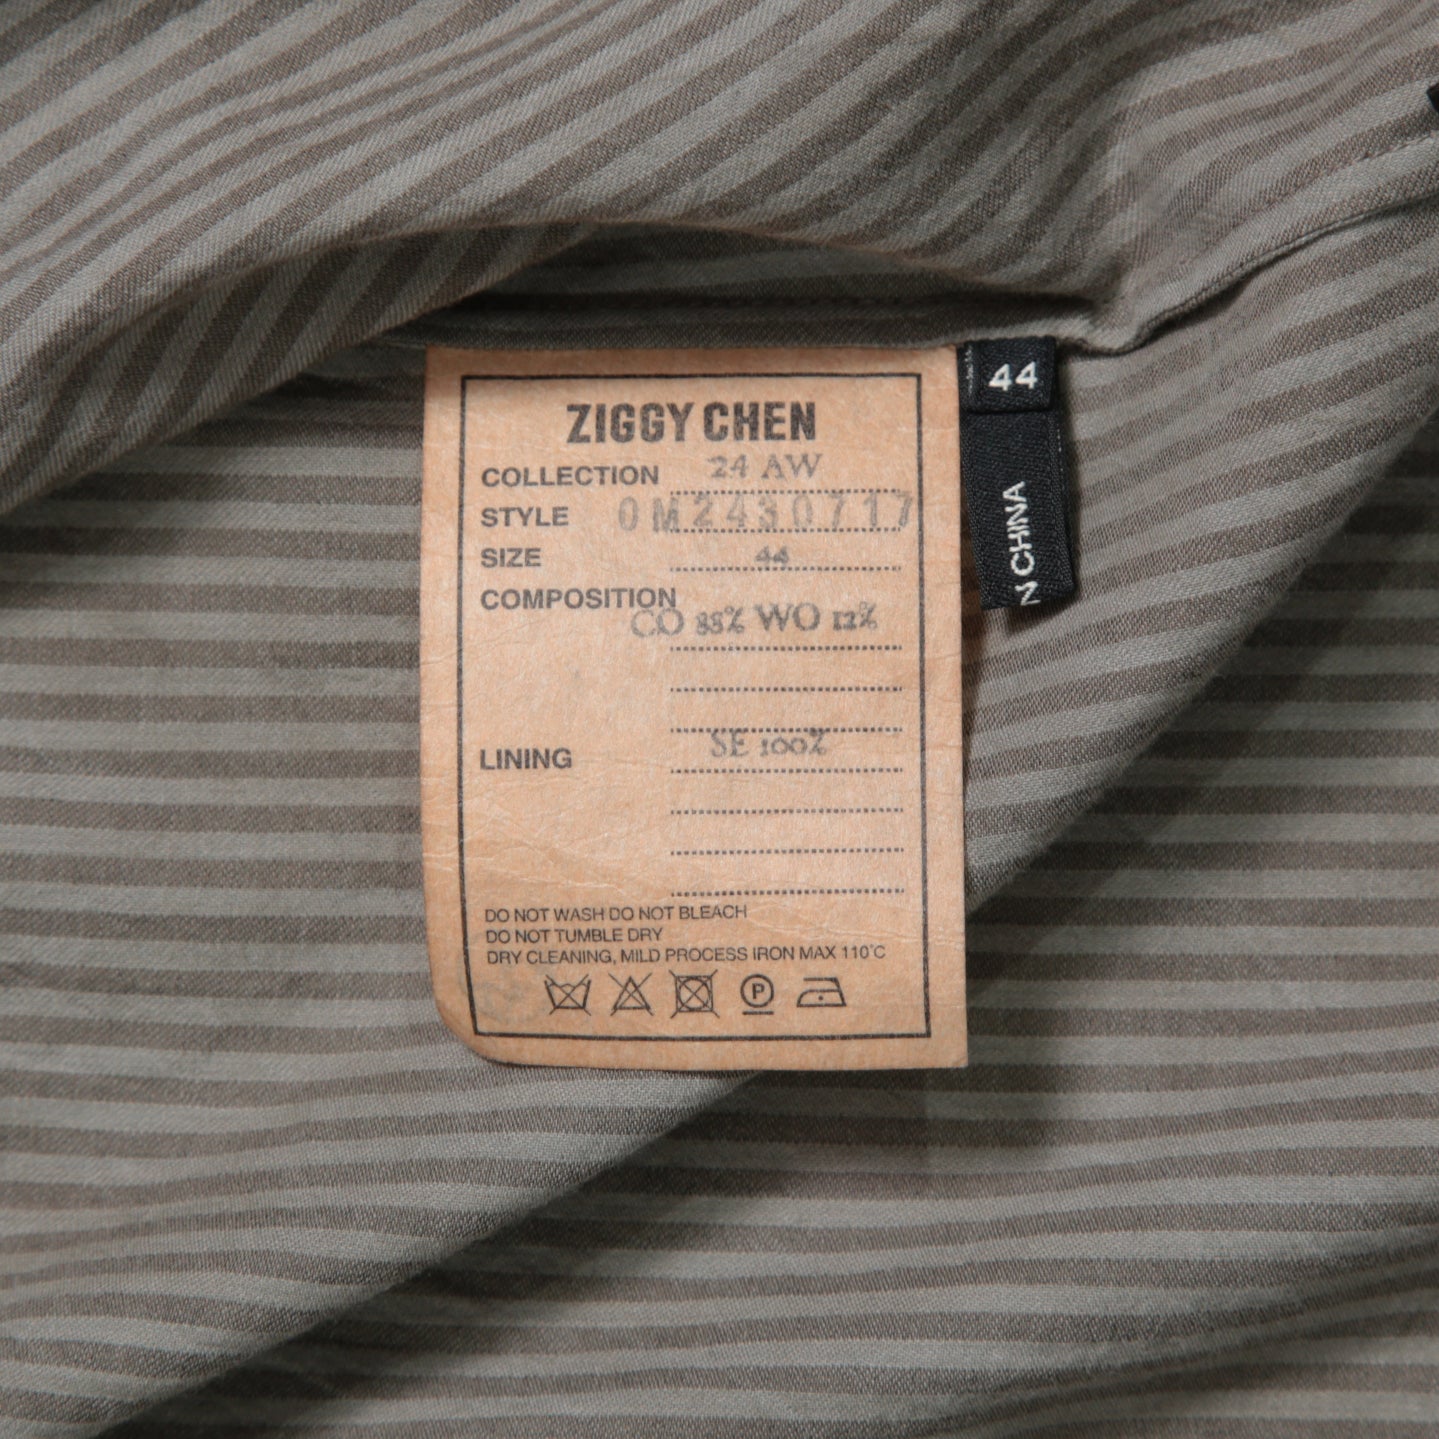 ZIGGY CHEN
COLLECTION 24 AW
STYLE 0M2430717
SIZE 44
COMPOSITION
CO 88% WO 12%
LINING SE 100%
DO NOT WASH DO NOT BLEACH
DO NOT TUMBLE DRY
DRY CLEANING, MILD PROCESS IRON MAX 110°C
P
44
N CHINA